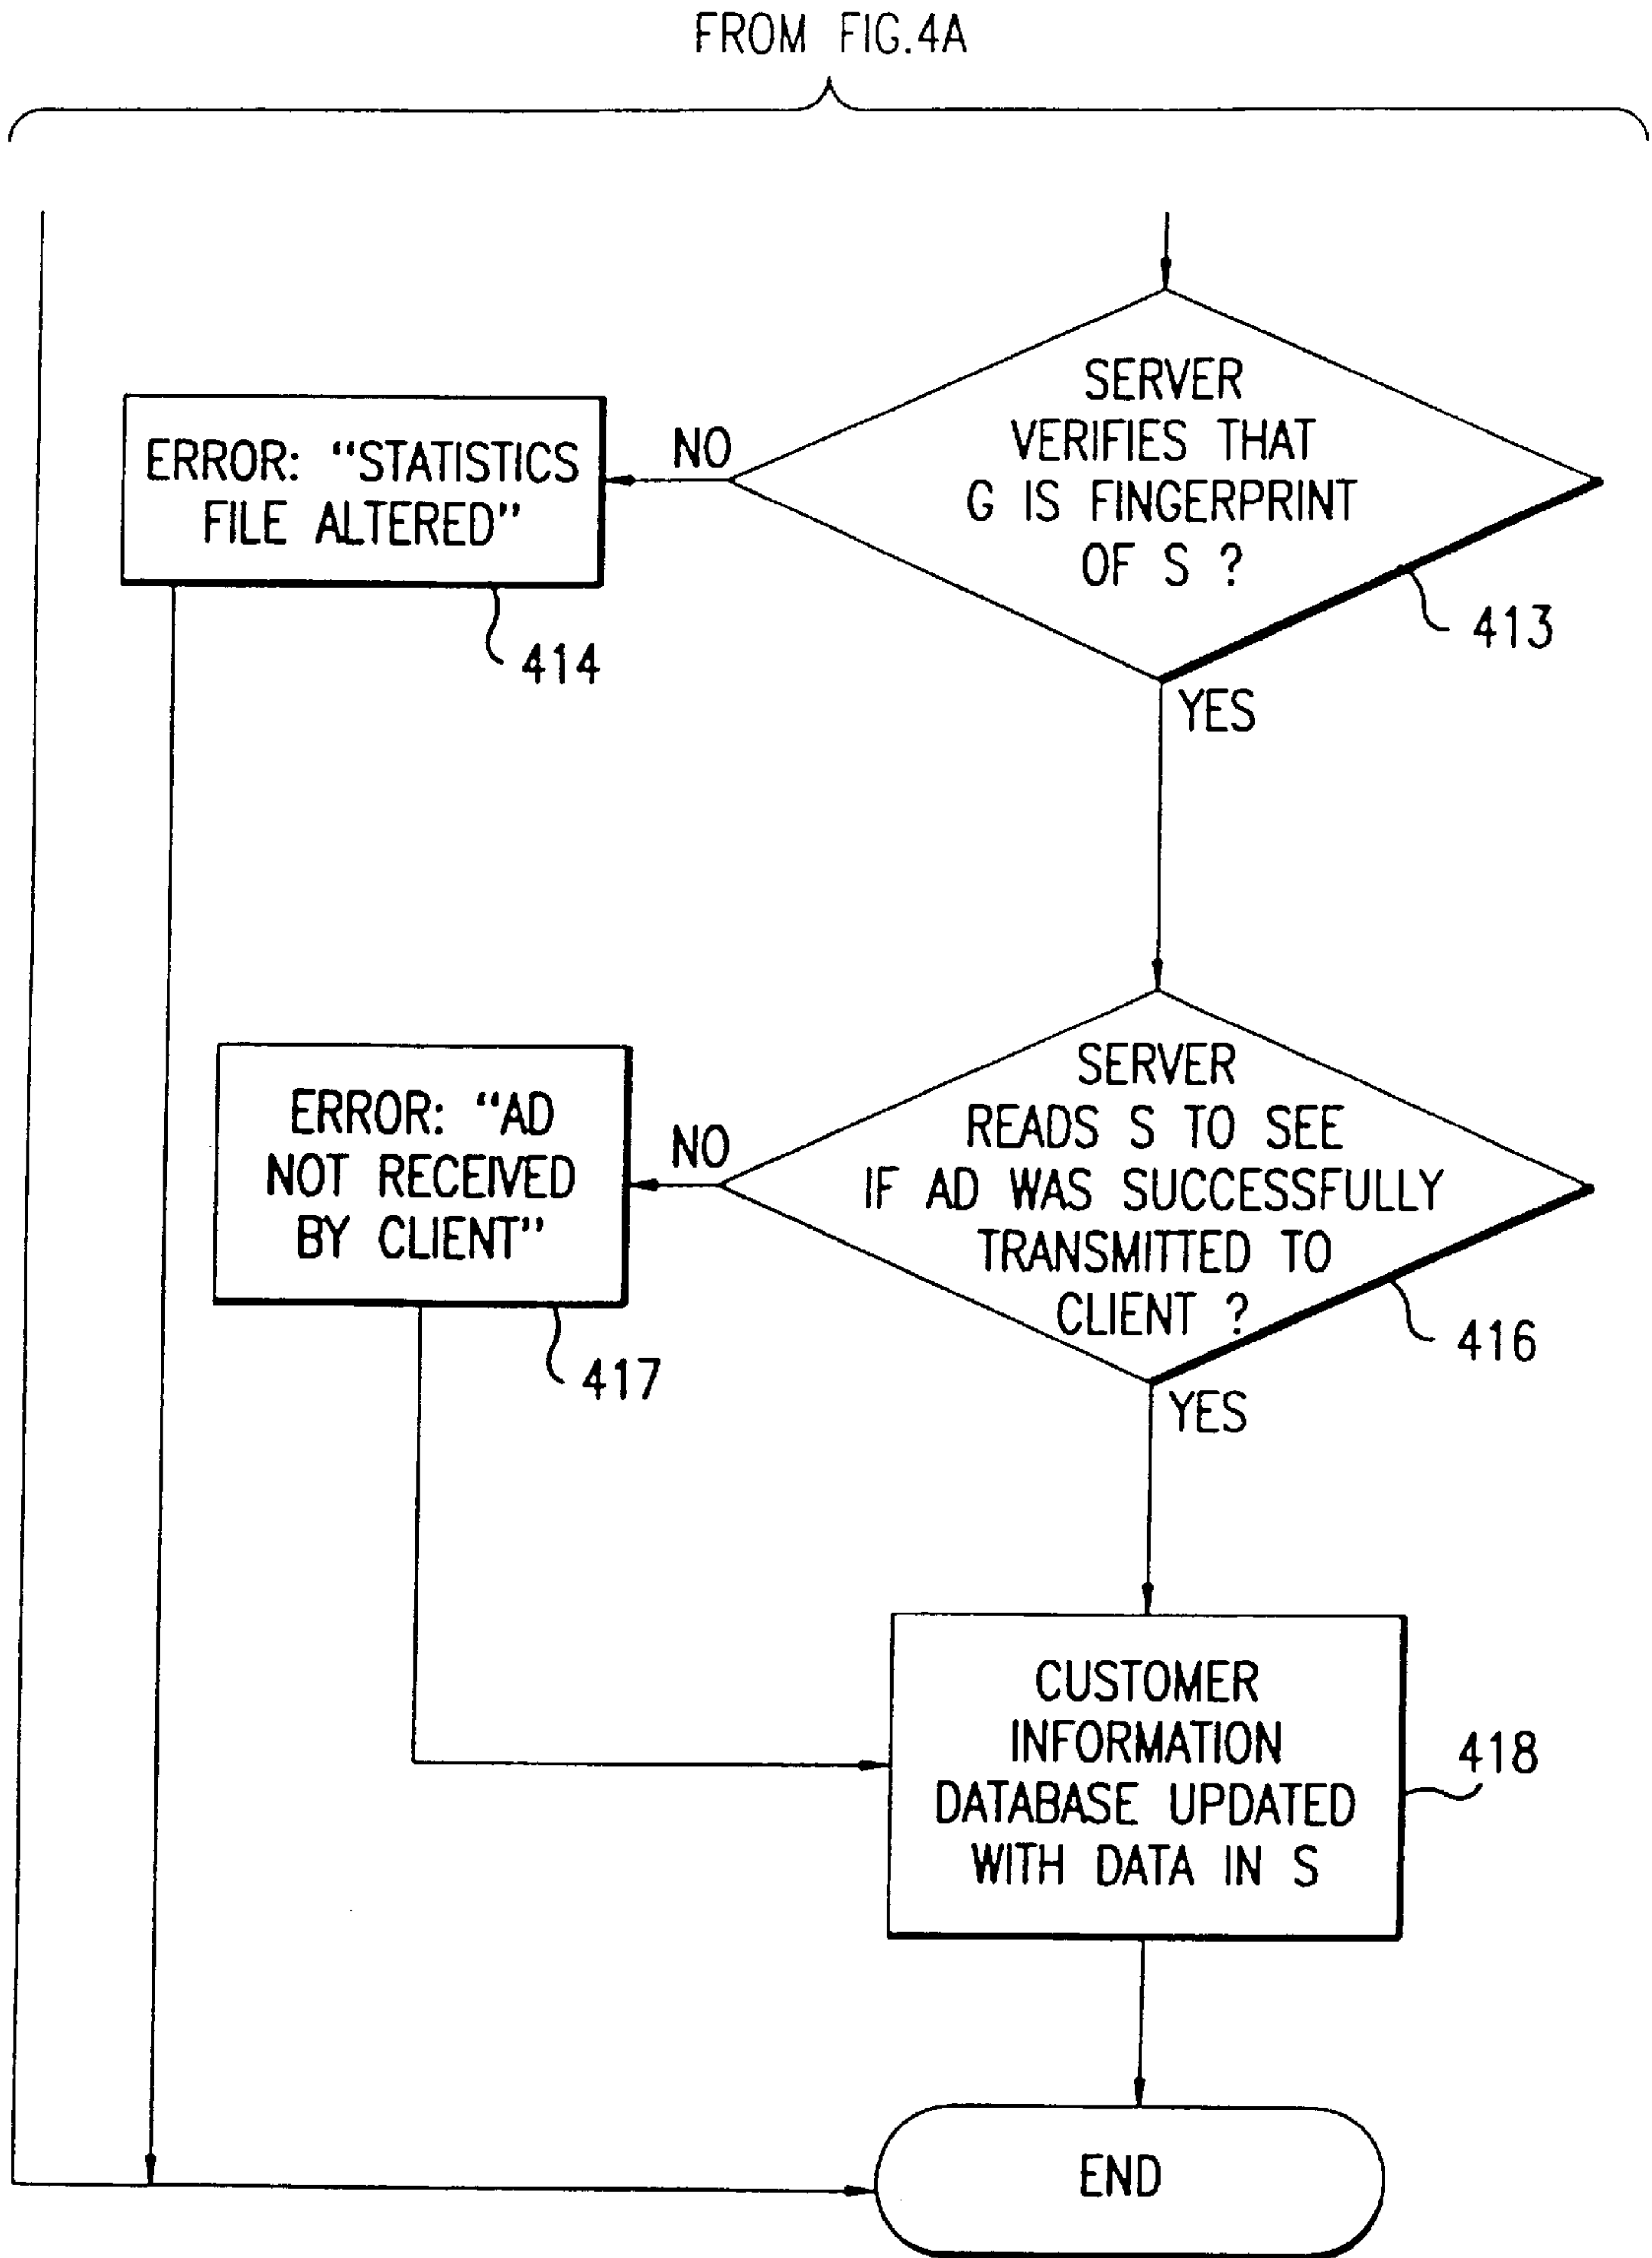 FROM FIG.4A
SERVER
VERIFIES THAT
G IS FINGERPRINT
OF S ?
413
NO
ERROR: "STATISTICS
FILE ALTERED"
414
YES
SERVER
READS S TO SEE
IF AD WAS SUCCESSFULLY
TRANSMITTED TO
CLIENT ?
416
NO
ERROR: "AD
NOT RECEIVED
BY CLIENT"
417
YES
CUSTOMER
INFORMATION
DATABASE UPDATED
WITH DATA IN S
418
END